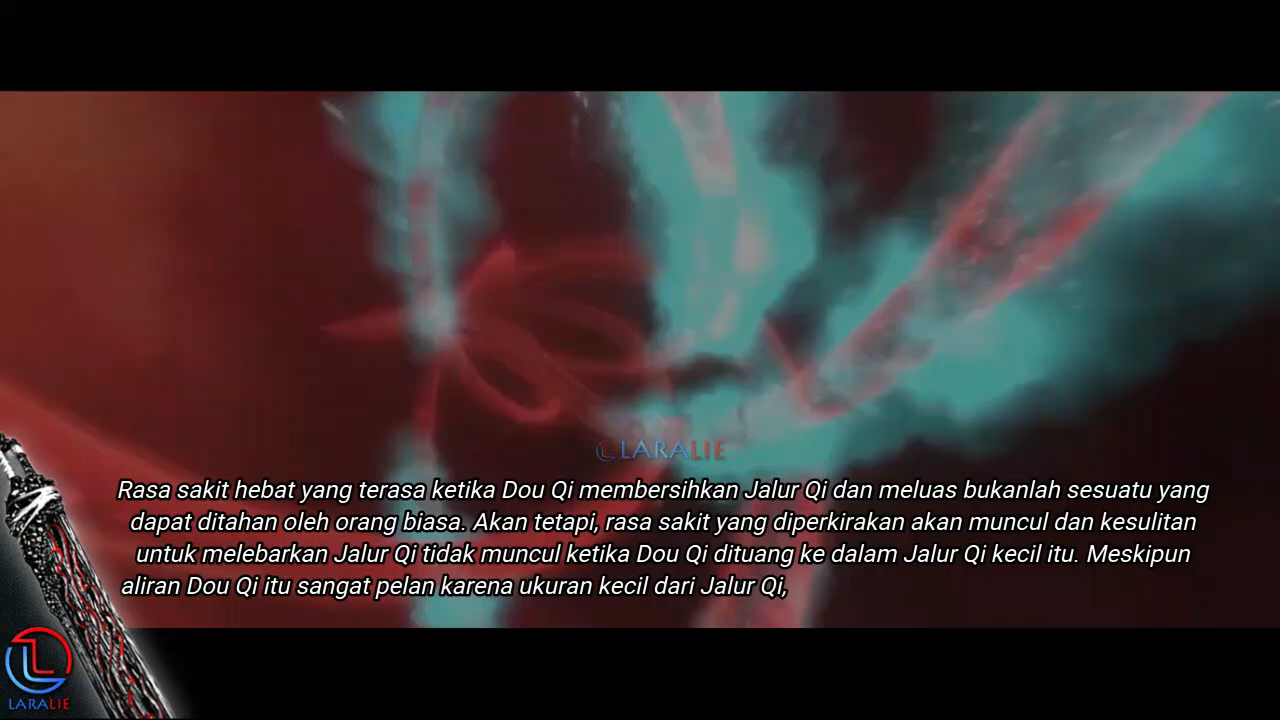 LARALIE
Rasa sakit hebat yang terasa ketika Dou Qi membersihkan Jalur Qi dan meluas bukanlah sesuatu yang
dapat ditahan oleh orang biasa. Akan tetapi, rasa sakit yang diperkirakan akan muncul dan kesulitan
untuk melebarkan Jalur Qi tidak muncul ketika Dou Qi dituang ke dalam Jalur Qi kecil itu. Meskipun
aliran Dou Qi itu sangat pelan karena ukuran kecil dari Jalur Qi,
LARALIE